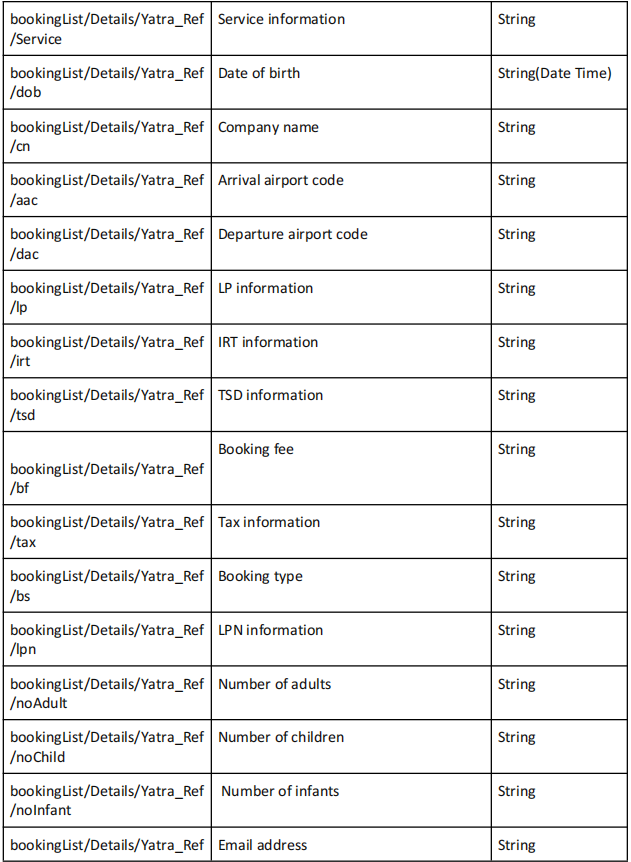 bookingList/Details/Yatra_Ref Service information String
/Service
bookingList/Details/Yatra_Ref Date of birth String(Date Time)
/dob
bookingList/Details/Yatra_Ref Company name String
/cn
bookingList/Details/Yatra_Ref Arrival airport code String
/aac
bookingList/Details/Yatra_Ref Departure airport code String
/dac
bookingList/Details/Yatra_Ref LP information String
/lp
bookingList/Details/Yatra_Ref IRT information String
/irt
bookingList/Details/Yatra_Ref TSD information String
/tsd
Booking fee String
bookingList/Details/Yatra_Ref
/bf
bookingList/Details/Yatra_Ref Tax information String
/tax
bookingList/Details/Yatra_Ref Booking type String
/bs
bookingList/Details/Yatra_Ref LPN information String
/lpn
bookingList/Details/Yatra_Ref Number of adults String
/noAdult
bookingList/Details/Yatra_Ref Number of children String
/noChild
bookingList/Details/Yatra_Ref Number of infants String
/noInfant
bookingList/Details/Yatra_Ref Email address String